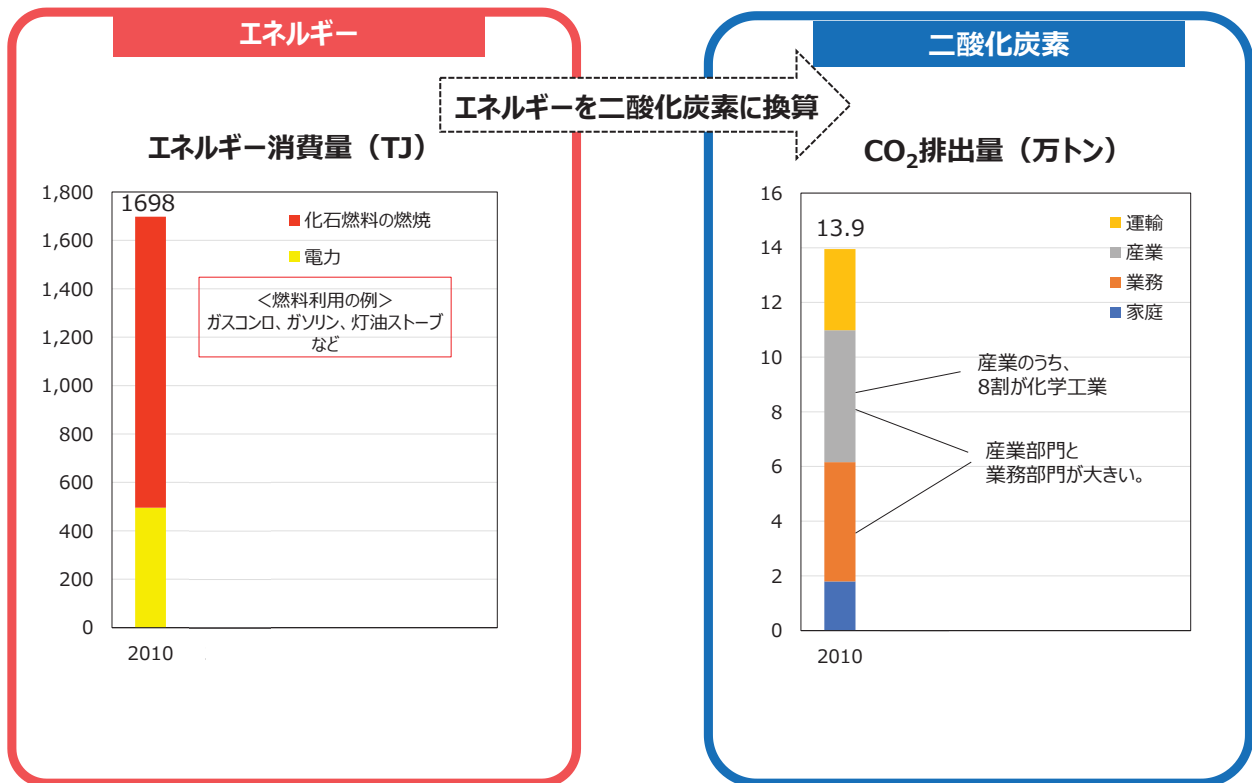 エネルギー
二酸化炭素
エネルギーを二酸化炭素に換算
エネルギー消費量（TJ）
1,800
1,600
1,400
1,200
1,000
800
600
400
200
0
1698
化石燃料の燃焼
電力
＜燃料利用の例＞
ガスコンロ、ガソリン、灯油ストーブ
など
2010
CO₂排出量（万トン）
16
14
12
10
8
6
4
2
0
13.9
運輸
産業
業務
家庭
産業のうち、
8割が化学工業
産業部門と
業務部門が大きい。
2010